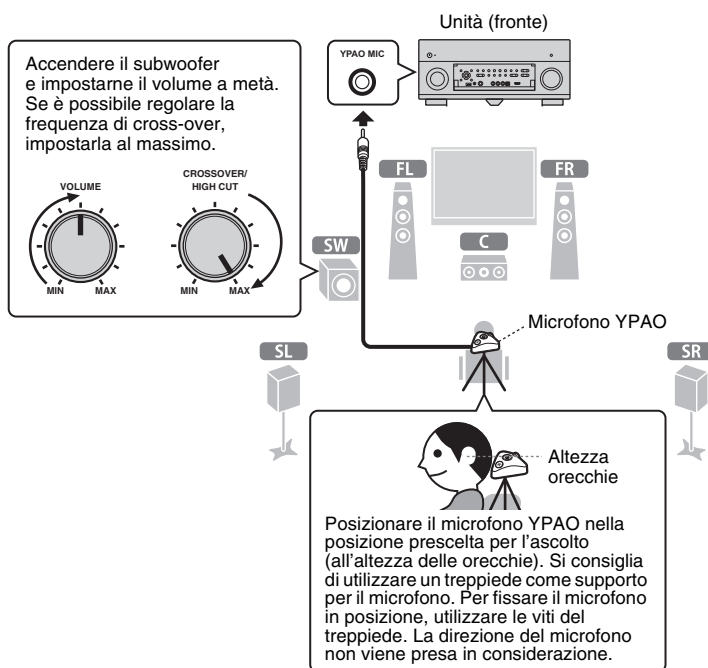 Unità (fronte)
YPAO MIC
Accendere il subwoofer
e impostarne il volume a metà.
Se è possibile regolare la
frequenza di cross-over,
impostarla al massimo.
VOLUME
MIN
MAX
CROSSOVER/
HIGH CUT
MIN
MAX
FL
FR
SW
C
Microfono YPAO
SL
SR
Altezza
orecchie
Posizionare il microfono YPAO nella
posizione prescelta per l'ascolto
(all'altezza delle orecchie). Si consiglia
di utilizzare un treppiede come supporto
per il microfono. Per fissare il microfono
in posizione, utilizzare le viti del
treppiede. La direzione del microfono
non viene presa in considerazione.